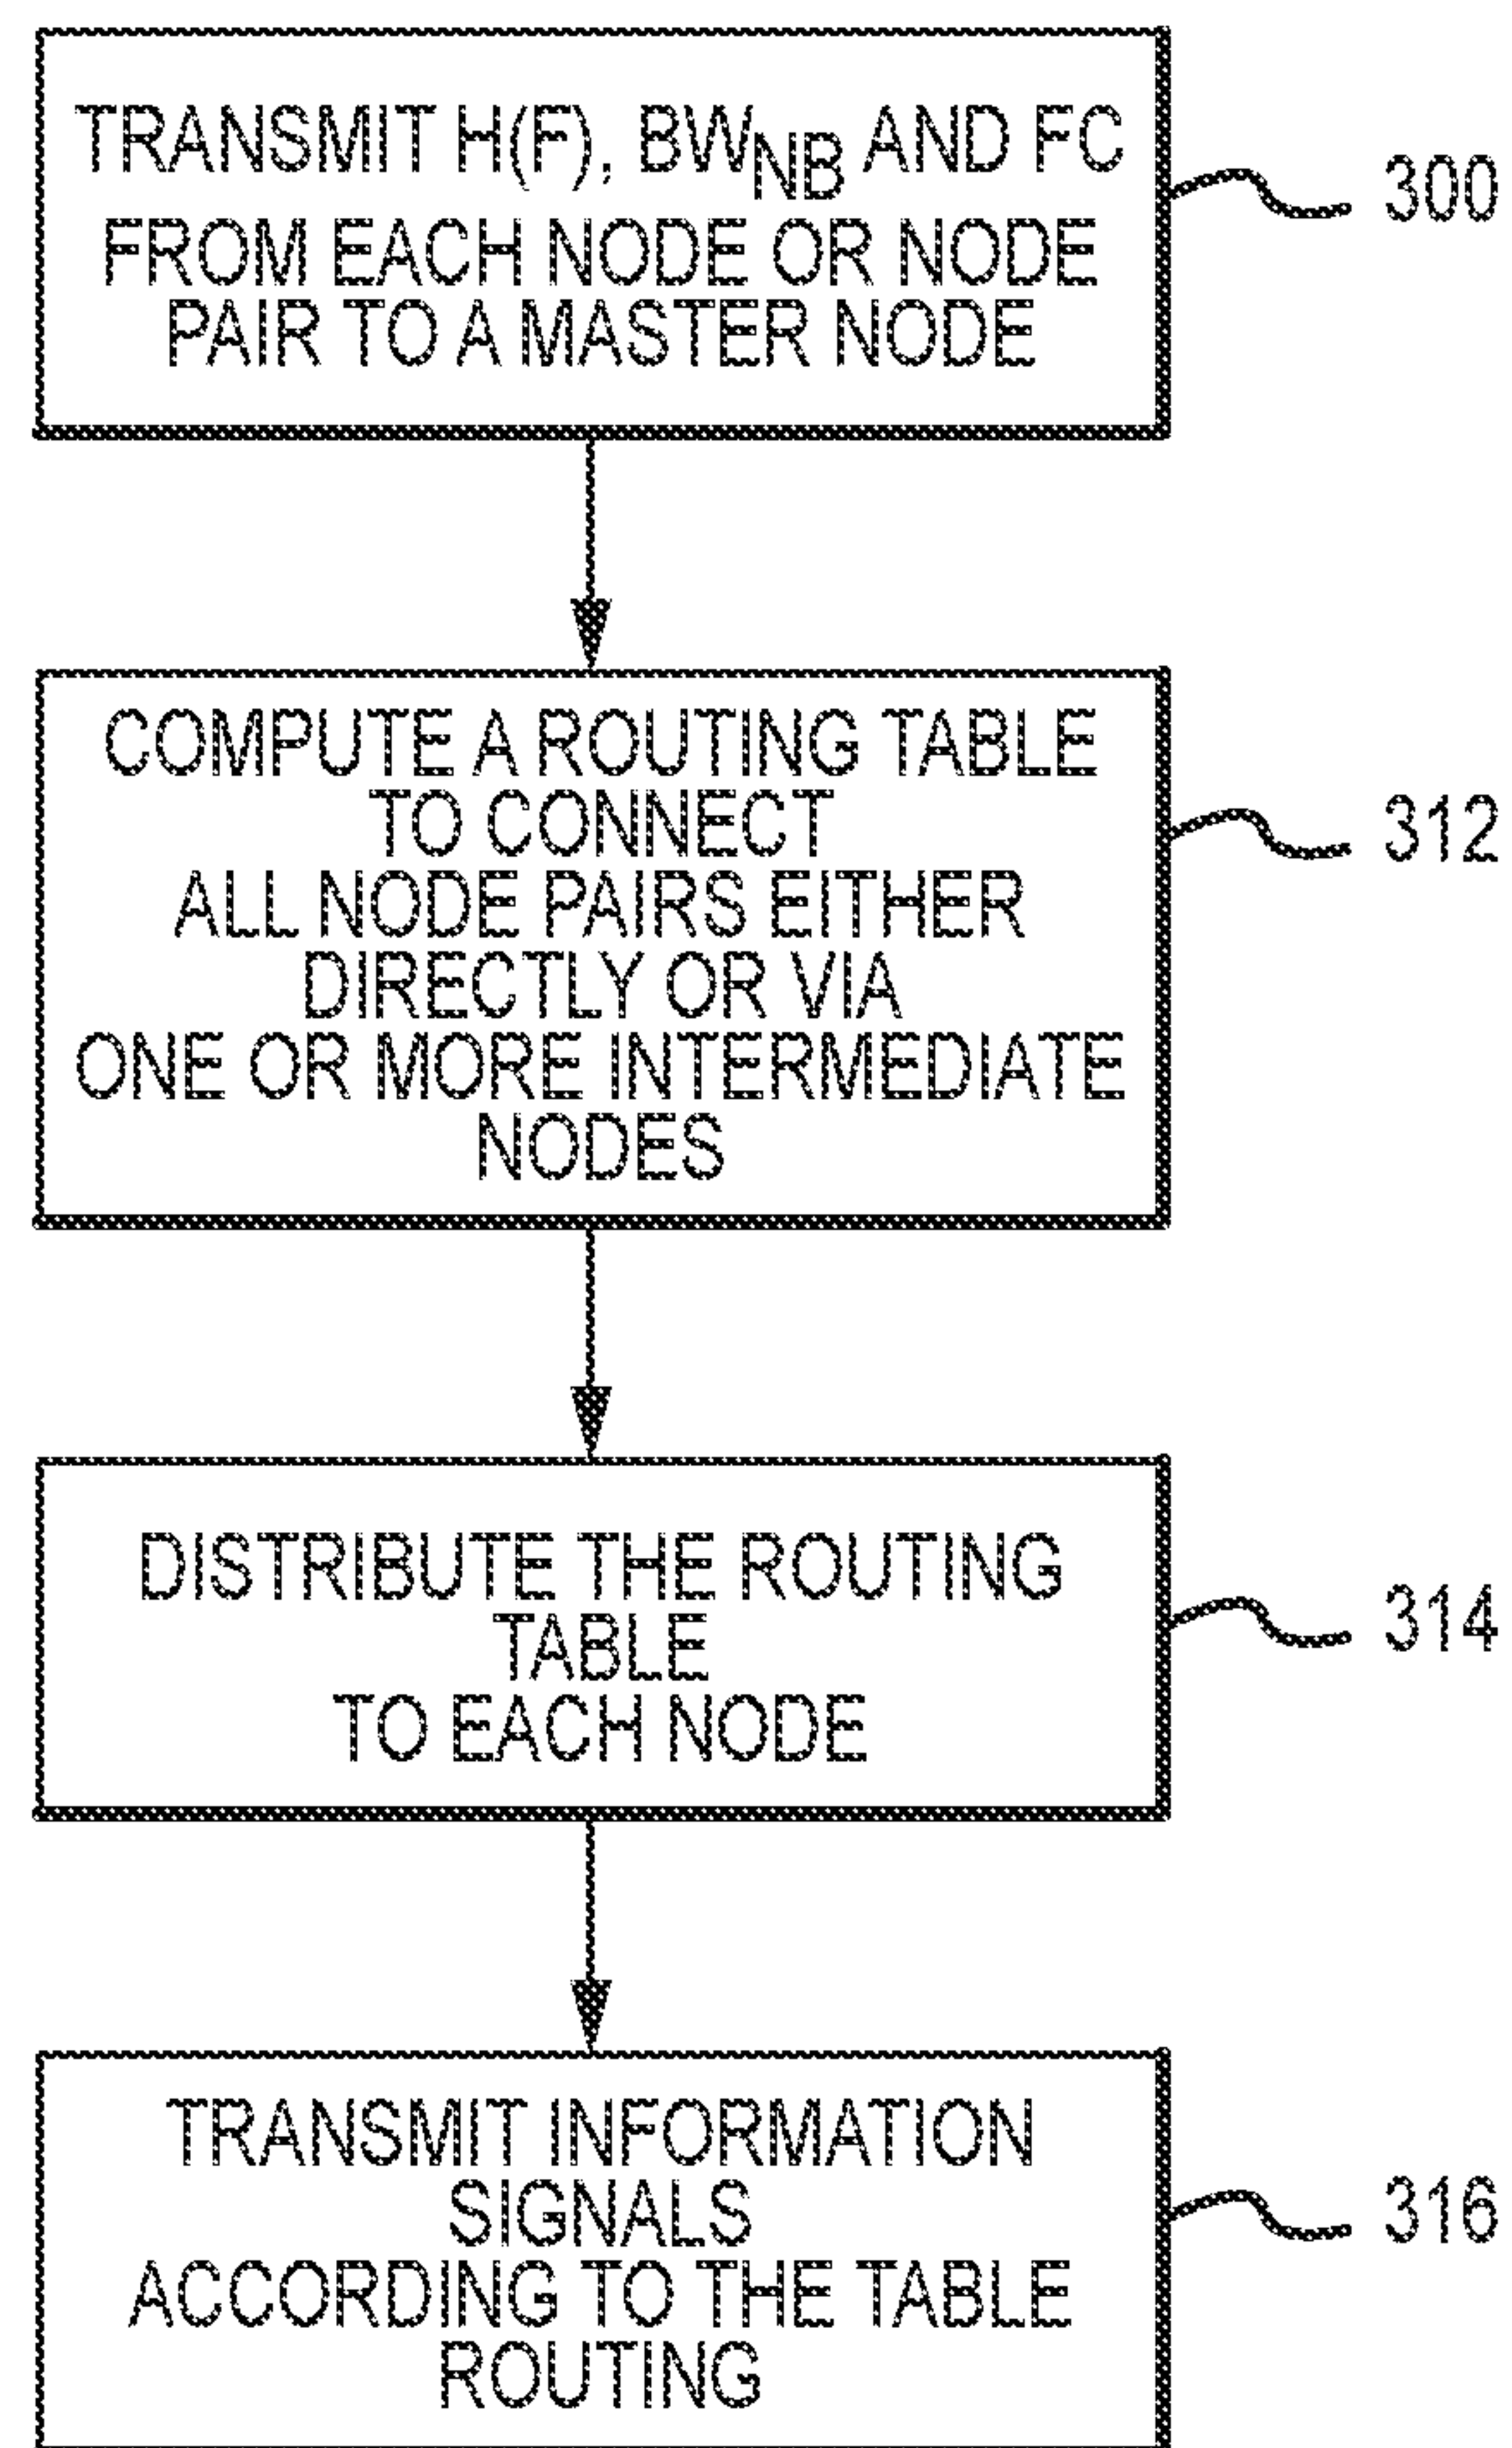 TRANSMIT H(F), BWNB AND FC
FROM EACH NODE OR NODE
PAIR TO A MASTER NODE
300
COMPUTE A ROUTING TABLE
TO CONNECT
ALL NODE PAIRS EITHER
DIRECTLY OR VIA
ONE OR MORE INTERMEDIATE
NODES
312
DISTRIBUTE THE ROUTING
TABLE
TO EACH NODE
314
TRANSMIT INFORMATION
SIGNALS
ACCORDING TO THE TABLE
ROUTING
316